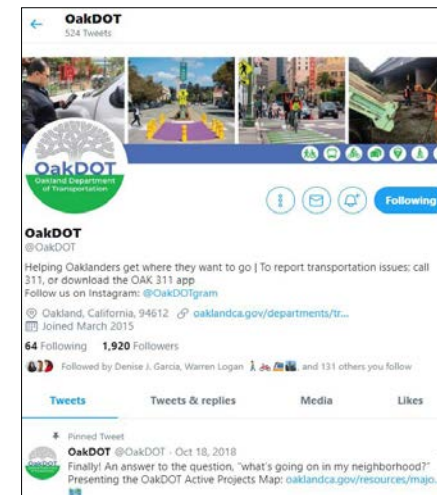 OakDOT
524 Tweets
OakDOT
Oakland Department
of Transportation
Following
OakDOT
@OakDOT
Helping Oaklanders get where they want to go | To report transportation issues: call
311, or download the OAK 311 app
Follow us on Instagram: @OakDOTgram
Oakland, California, 94612 oaklandca.gov/departments/tr...
Joined March 2015
64 Following 1,920 Followers
Followed by Denise J. Garcia, Warren Logan and 131 others you follow
Tweets Tweets & replies Media Likes
Pinned Tweet
OakDOT @OakDOT · Oct 18, 2018
Finally! An answer to the question, "what's going on in my neighborhood?"
Presenting the OakDOT Active Projects Map: oaklandca.gov/resources/majo...